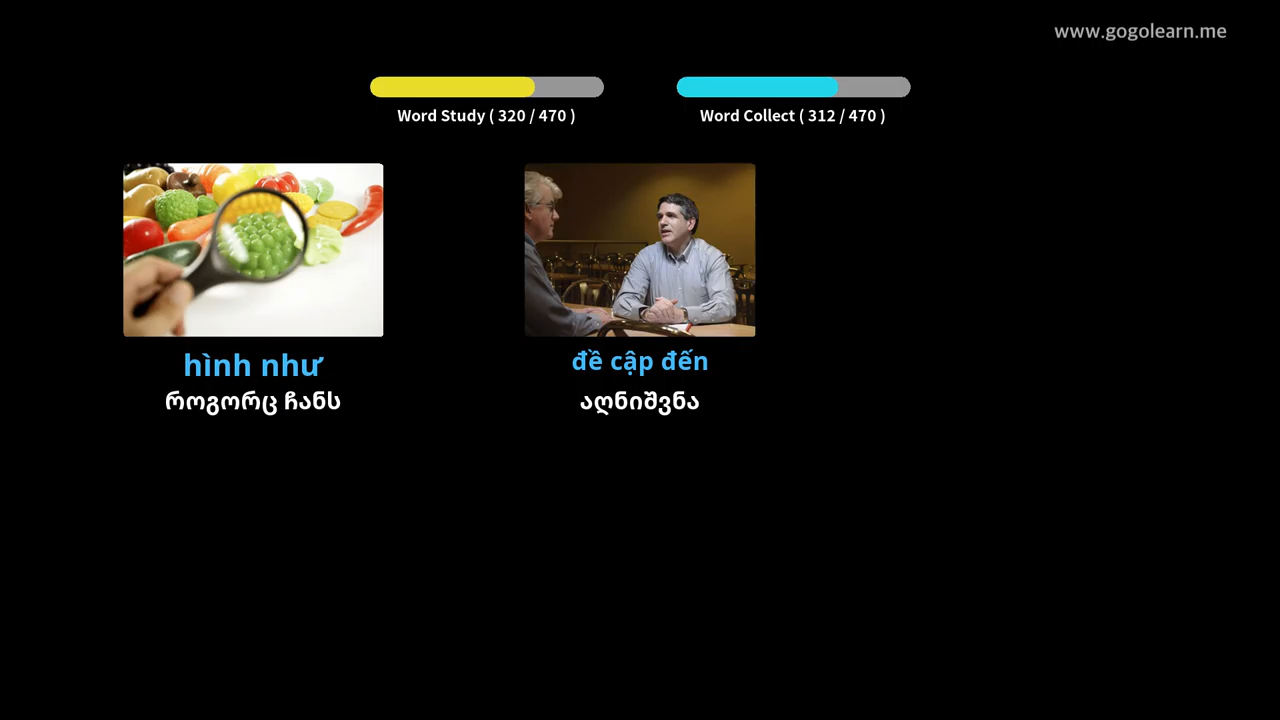 www.gogolearn.me
Word Study ( 320 / 470 )
Word Collect ( 312 / 470 )
hình như
როგორც ჩანს
đề cập đến
აღნიშვნა